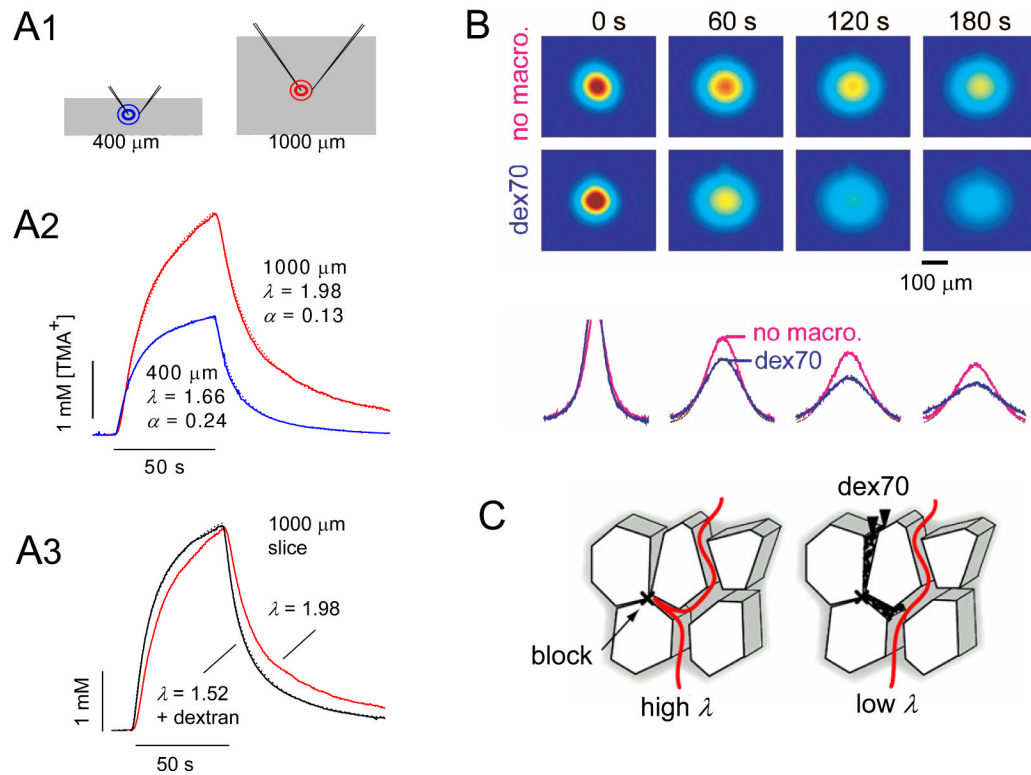 A1
400 µm
1000 µm
A2
1 mM [TMA+]
1000 µm
λ = 1.98
α = 0.13
400 µm
λ = 1.66
α = 0.24
50 s
A3
1000 µm
slice
λ = 1.98
λ = 1.52
+ dextran
1 mM
50 s
B
0 s 60 s 120 s 180 s
no macro.
dex70
100 µm
no macro.
dex70
C
dex70
block
high λ
low λ